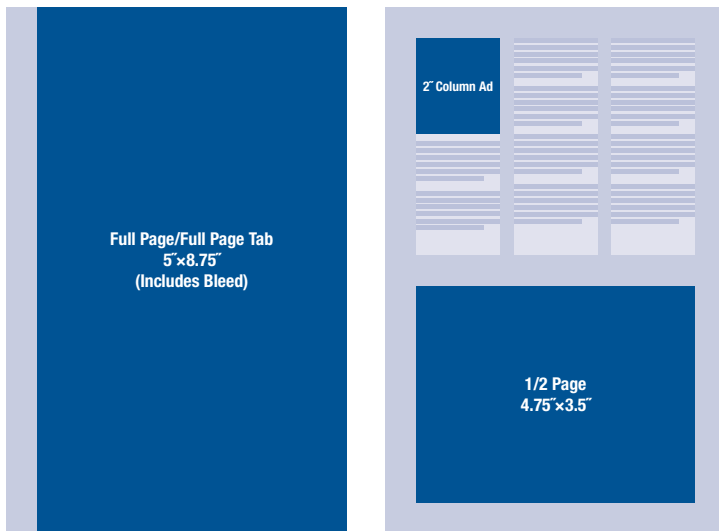 Full Page/Full Page Tab
5˝×8.75˝
(Includes Bleed)
2˝ Column Ad
1/2 Page
4.75˝×3.5˝